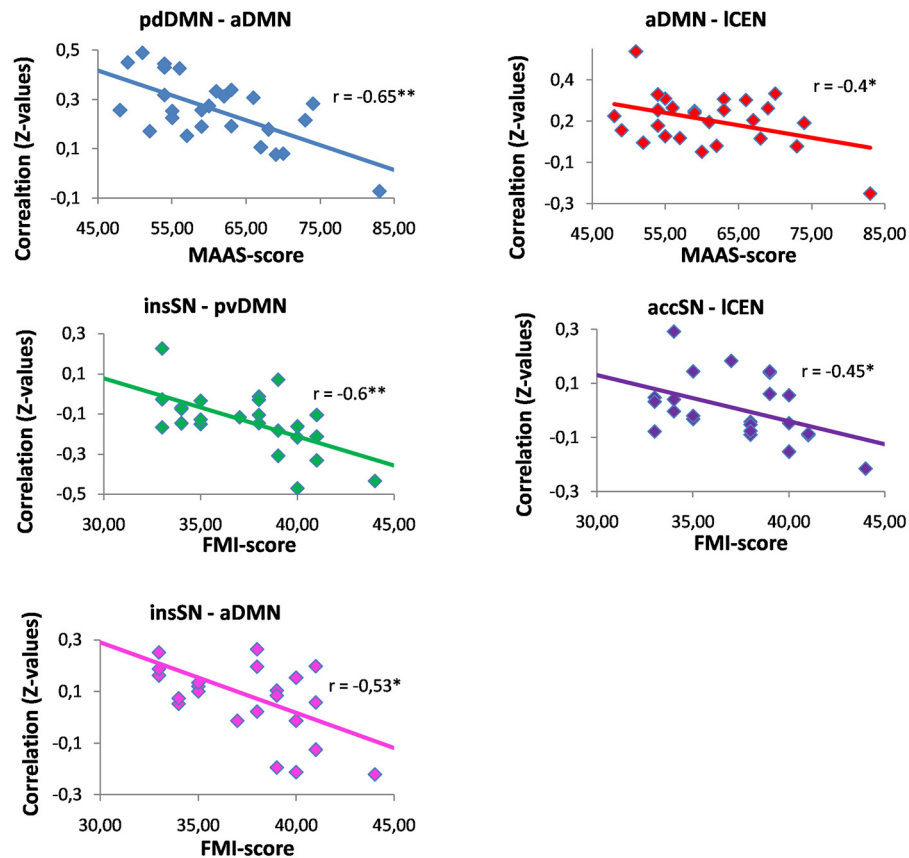 pdDMN - aDMN
Correaltion (Z-values)
0,5
0,3
0,1
-0,1
r = -0.65**
45,00 55,00 65,00 75,00 85,00
MAAS-score
aDMN - lCEN
Correlation (Z-values)
0,4
0,2
-0,1
-0,3
r = -0.4*
45,00 55,00 65,00 75,00 85,00
MAAS-score
insSN - pvDMN
Correlation (Z-values)
0,3
0,1
-0,1
-0,3
-0,5
r = -0.6**
30,00 35,00 40,00 45,00
FMI-score
accSN - lCEN
Correlation (Z-values)
0,3
0,1
-0,1
-0,3
r = -0.45*
30,00 35,00 40,00 45,00
FMI-score
insSN - aDMN
Correlation (Z-values)
0,3
0,1
-0,1
-0,3
r = -0,53*
30,00 35,00 40,00 45,00
FMI-score